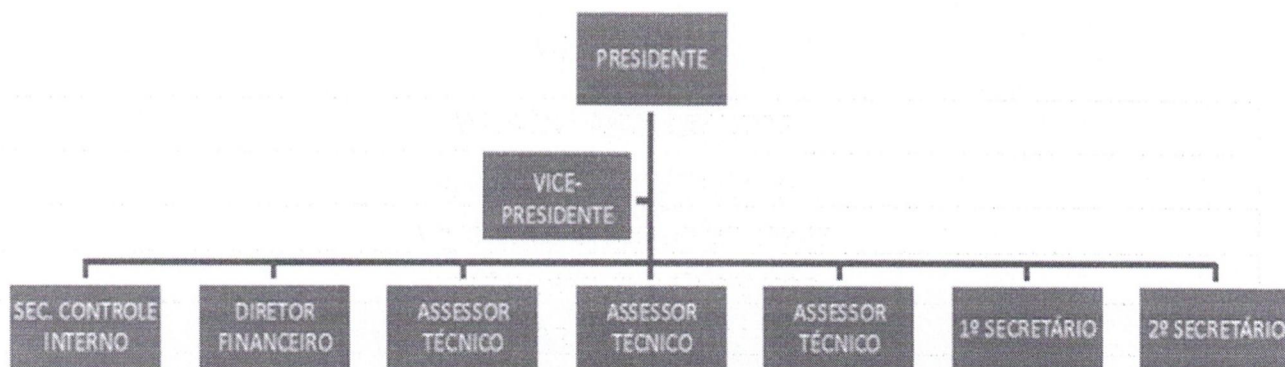 PRESIDENTE
VICE-
PRESIDENTE
SEC. CONTROLE
INTERNO
DIRETOR
FINANCEIRO
ASSESSOR
TÉCNICO
ASSESSOR
TÉCNICO
ASSESSOR
TÉCNICO
1º SECRETÁRIO
2º SECRETÁRIO